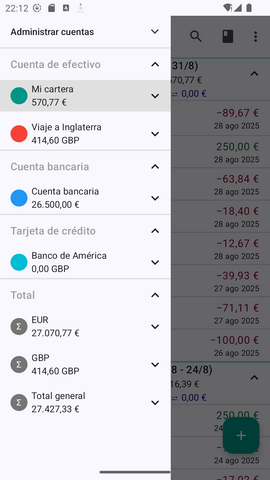 22:12
Administrar cuentas
Cuenta de efectivo
Mi cartera
570,77 €
Viaje a Inglaterra
414,60 GBP
Cuenta bancaria
Cuenta bancaria
26.500,00 €
Tarjeta de crédito
Banco de América
0,00 GBP
Total
Σ
EUR
27.070,77 €
Σ
GBP
414,60 GBP
Σ
Total general
27.427,33 €
31/8)
570,77 €
0,00 €
−89,67 €
28 ago 2025
250,00 €
28 ago 2025
−63,84 €
28 ago 2025
−18,40 €
28 ago 2025
−12,67 €
28 ago 2025
−39,93 €
27 ago 2025
−71,11 €
27 ago 2025
−100,00 €
26 ago 2025
8 - 24/8)
16,39 €
0,00 €
250,00 €
24
24 ago 2025